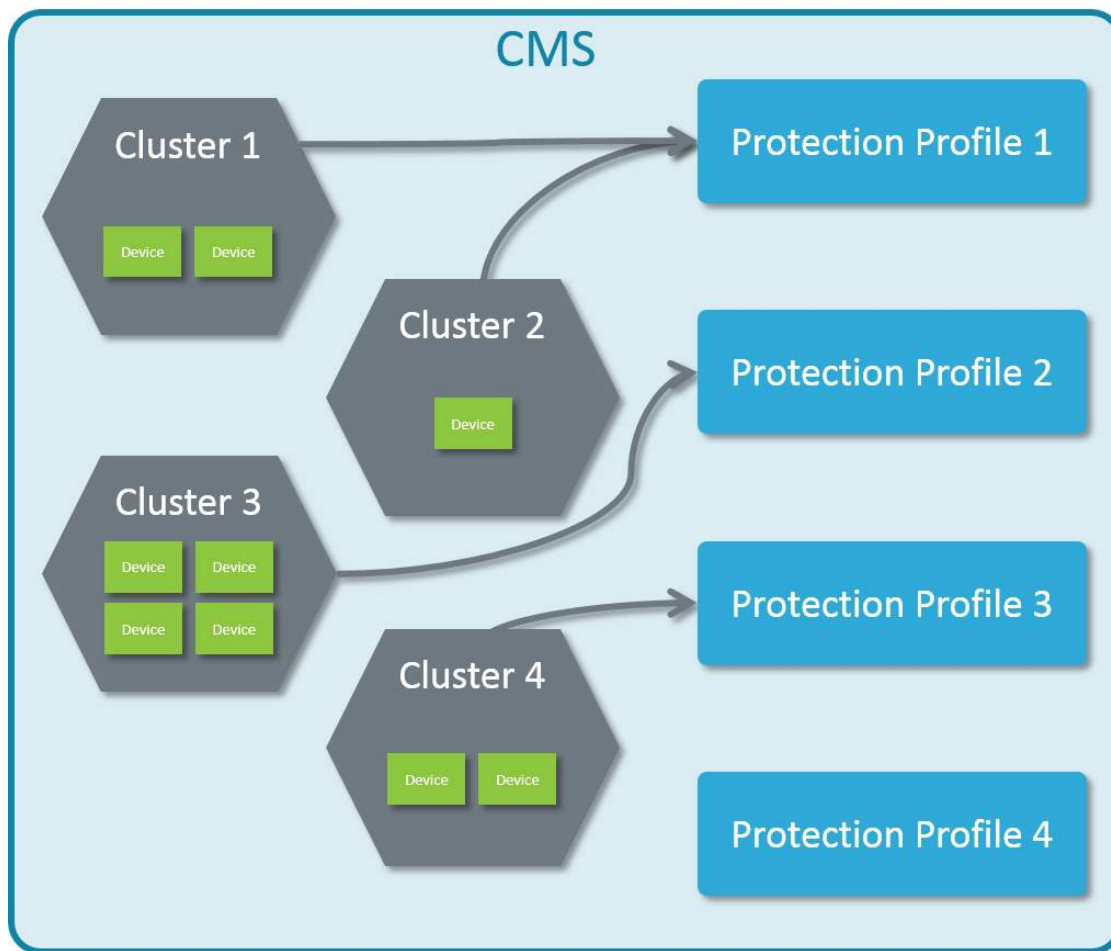 CMS
Cluster 1
Device Device
Protection Profile 1
Cluster 2
Device
Protection Profile 2
Cluster 3
Device Device
Device Device
Protection Profile 3
Cluster 4
Device Device
Protection Profile 4